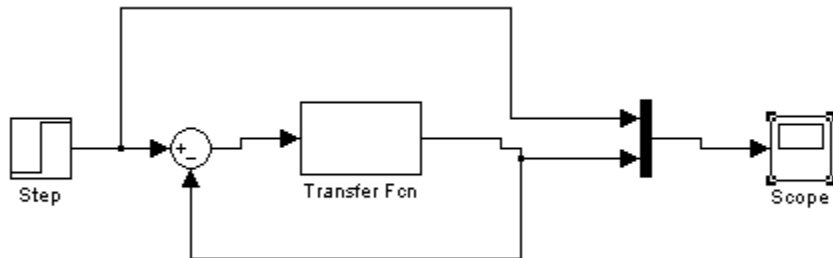 Step
+
−
Transfer Fcn
Scope